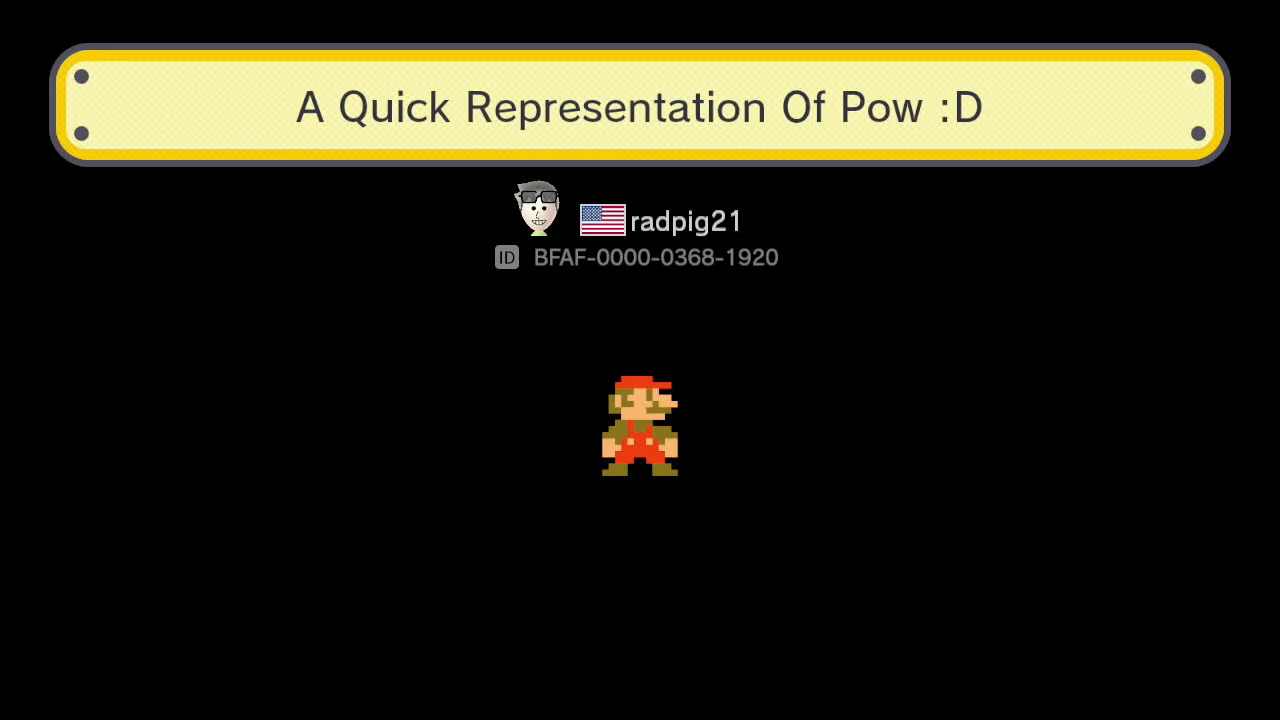 A Quick Representation Of Pow :D
radpig21
ID BFAF-0000-0368-1920